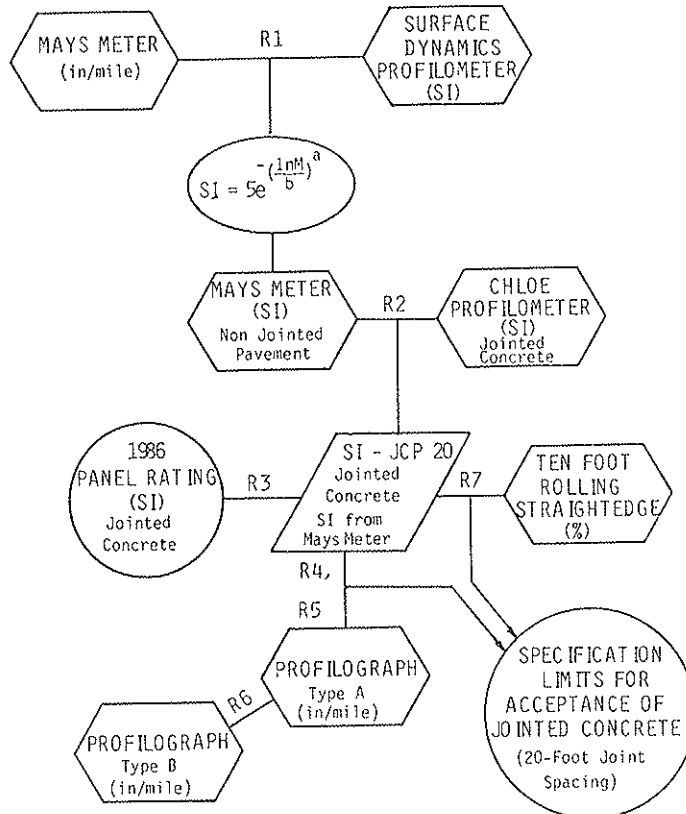 MAYS METER
(in/mile)
R1
SURFACE
DYNAMICS
PROFILOMETER
(SI)
SI = 5e^-(lnM/b)^a
MAYS METER
(SI)
Non Jointed
Pavement
R2
CHLOE
PROFILOMETER
(SI)
Jointed
Concrete
1986
PANEL RATING
(SI)
Jointed
Concrete
R3
SI - JCP 20
Jointed
Concrete
SI from
Mays Meter
R7
TEN FOOT
ROLLING
STRAIGHTEDGE
(%)
R4,
R5
PROFILOGRAPH
Type A
(in/mile)
R6
PROFILOGRAPH
Type B
(in/mile)
SPECIFICATION
LIMITS FOR
ACCEPTANCE OF
JOINTED CONCRETE
(20-Foot Joint
Spacing)